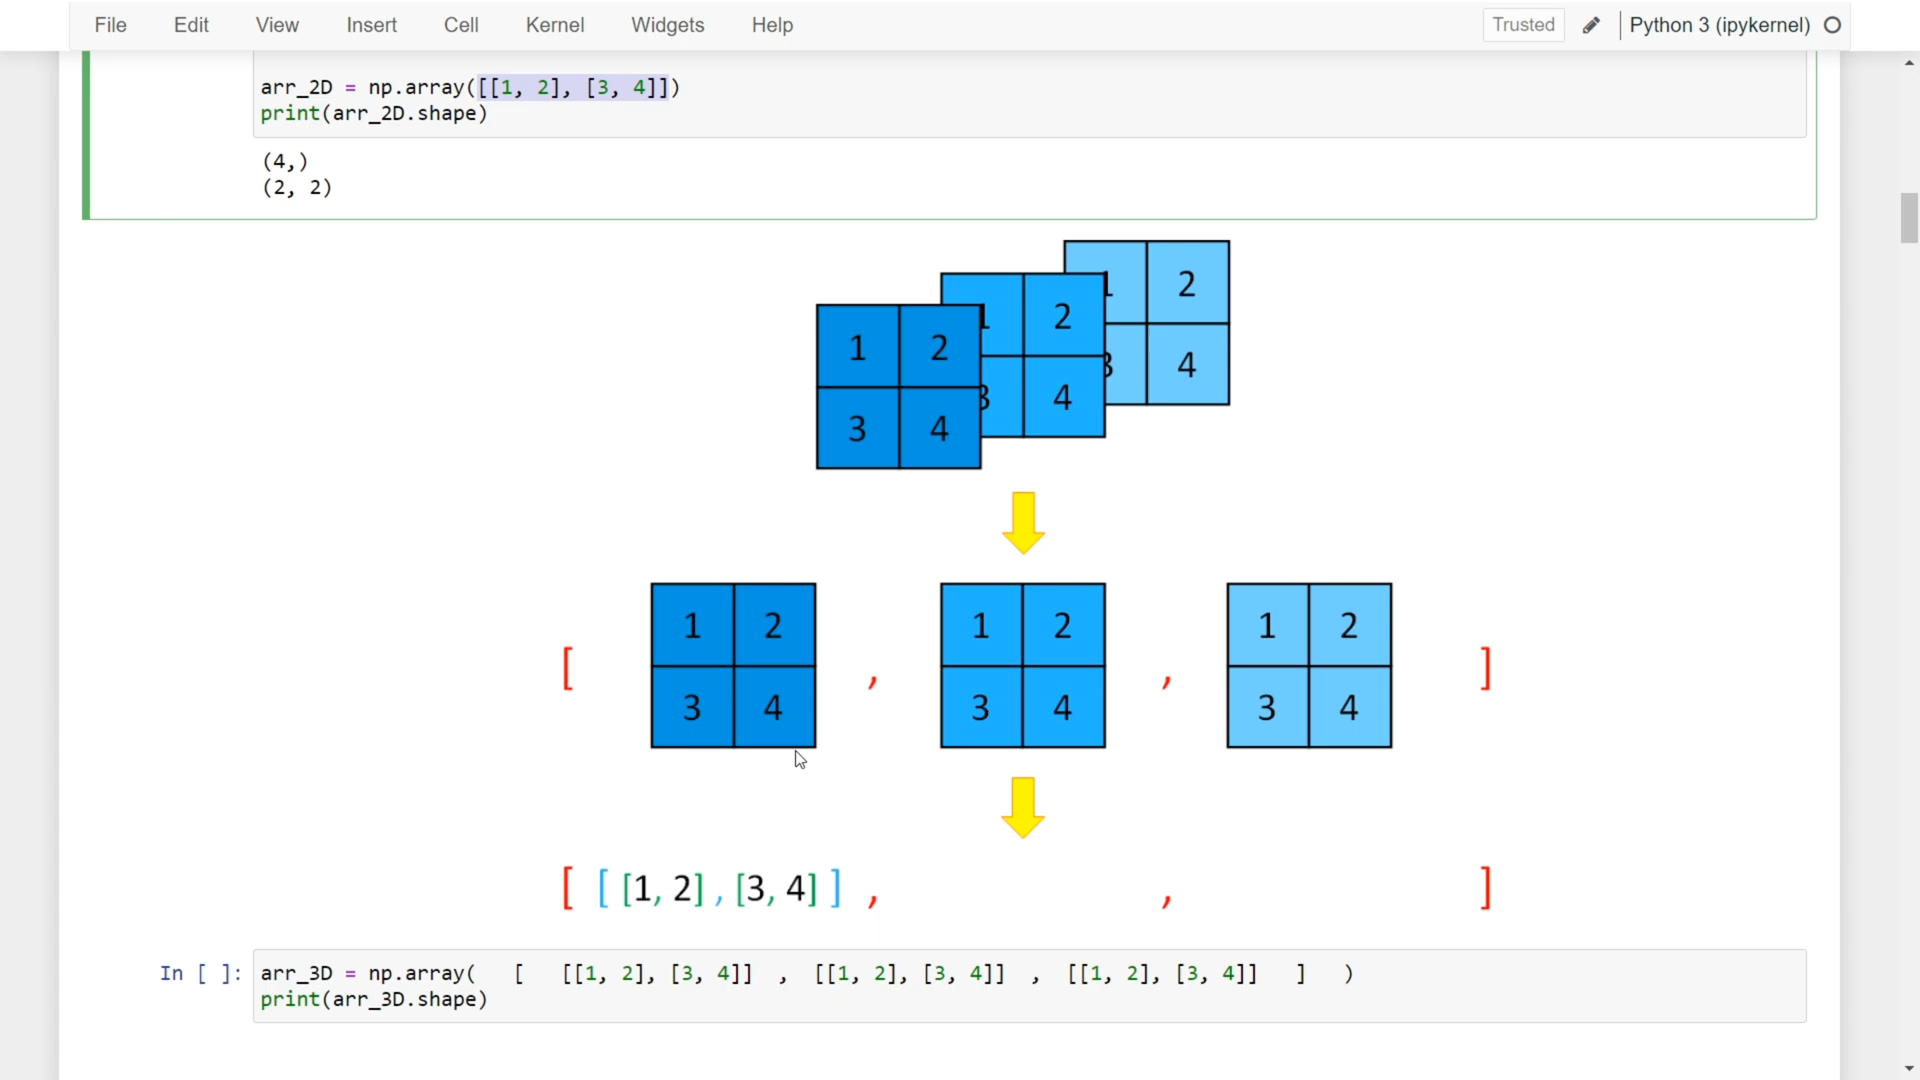 File Edit View Insert Cell Kernel Widgets Help Trusted Python 3 (ipykernel)
arr_2D = np.array([[1, 2], [3, 4]])
print(arr_2D.shape)
(4,)
(2, 2)
1 2
1 2
1 2
3 4
3 4
3 4
[ 1 2 , 1 2 , 1 2 ]
3 4 3 4 3 4
[ [ [1, 2] , [3, 4] ] , , ]
In [ ]: arr_3D = np.array( [ [[1, 2], [3, 4]] , [[1, 2], [3, 4]] , [[1, 2], [3, 4]] ] )
print(arr_3D.shape)